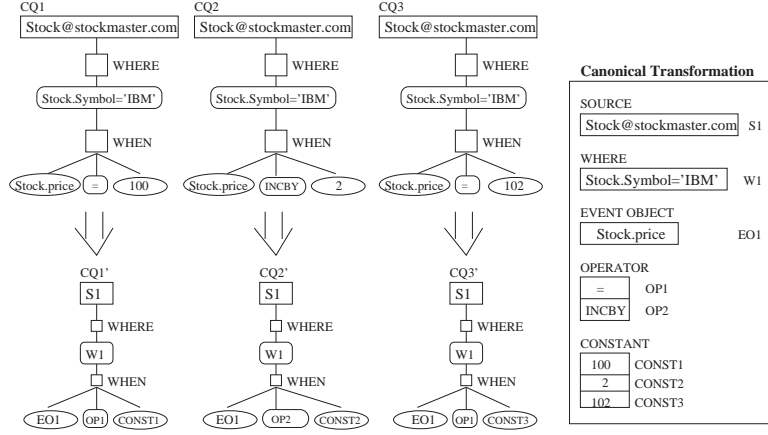 CQ1
Stock@stockmaster.com
WHERE
Stock.Symbol='IBM'
WHEN
Stock.price
=
100
CQ1'
S1
WHERE
W1
WHEN
EO1
OP1
CONST1
CQ2
Stock@stockmaster.com
WHERE
Stock.Symbol='IBM'
WHEN
Stock.price
INCBY
2
CQ2'
S1
WHERE
W1
WHEN
EO1
OP2
CONST2
CQ3
Stock@stockmaster.com
WHERE
Stock.Symbol='IBM'
WHEN
Stock.price
=
102
CQ3'
S1
WHERE
W1
WHEN
EO1
OP1
CONST3
Canonical Transformation
SOURCE
Stock@stockmaster.com S1
WHERE
Stock.Symbol='IBM' W1
EVENT OBJECT
Stock.price EO1
OPERATOR
= OP1
INCBY OP2
CONSTANT
100 CONST1
2 CONST2
102 CONST3